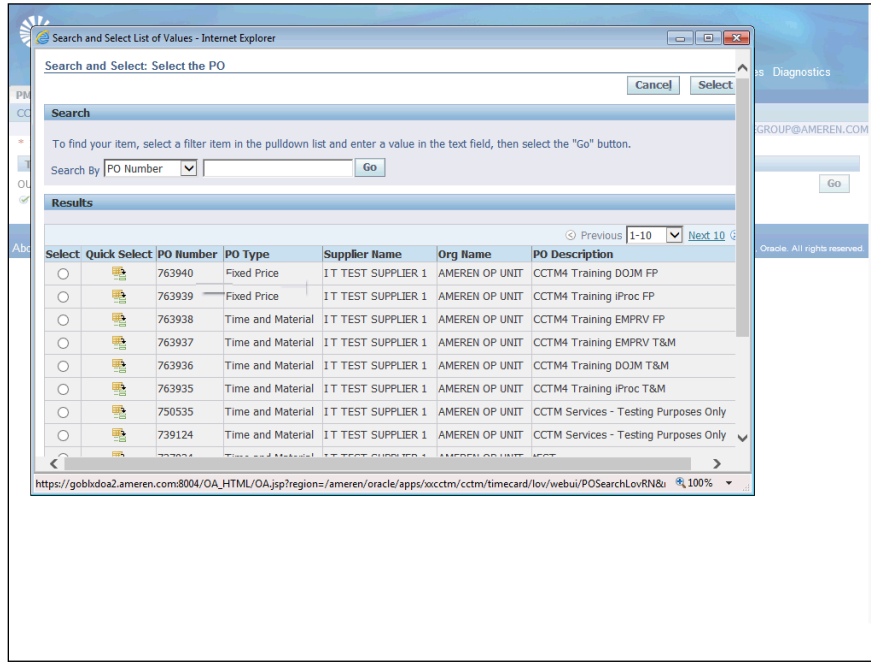 Search and Select List of Values - Internet Explorer
Search and Select: Select the PO
es Diagnostics
Cancel Select
PM
CC
Search
GROUP@AMEREN.COM
*
To find your item, select a filter item in the pulldown list and enter a value in the text field, then select the "Go" button.
Search By PO Number Go
T
OU
Go
Results
Previous 1-10 Next 10
Abo
. Oracle. All rights reserved.
Select Quick Select PO Number PO Type Supplier Name Org Name PO Description
763940 Fixed Price I T TEST SUPPLIER 1 AMEREN OP UNIT CCTM4 Training DOJM FP
763939 Fixed Price I T TEST SUPPLIER 1 AMEREN OP UNIT CCTM4 Training iProc FP
763938 Time and Material I T TEST SUPPLIER 1 AMEREN OP UNIT CCTM4 Training EMPRV FP
763937 Time and Material I T TEST SUPPLIER 1 AMEREN OP UNIT CCTM4 Training EMPRV T&M
763936 Time and Material I T TEST SUPPLIER 1 AMEREN OP UNIT CCTM4 Training DOJM T&M
763935 Time and Material I T TEST SUPPLIER 1 AMEREN OP UNIT CCTM4 Training iProc T&M
750535 Time and Material I T TEST SUPPLIER 1 AMEREN OP UNIT CCTM Services - Testing Purposes Only
739124 Time and Material I T TEST SUPPLIER 1 AMEREN OP UNIT CCTM Services - Testing Purposes Only
https://goblxdoa2.ameren.com:8004/OA_HTML/OA.jsp?region=/ameren/oracle/apps/xxcctm/cctm/timecard/lov/webui/POSearchLovRN&u 100%